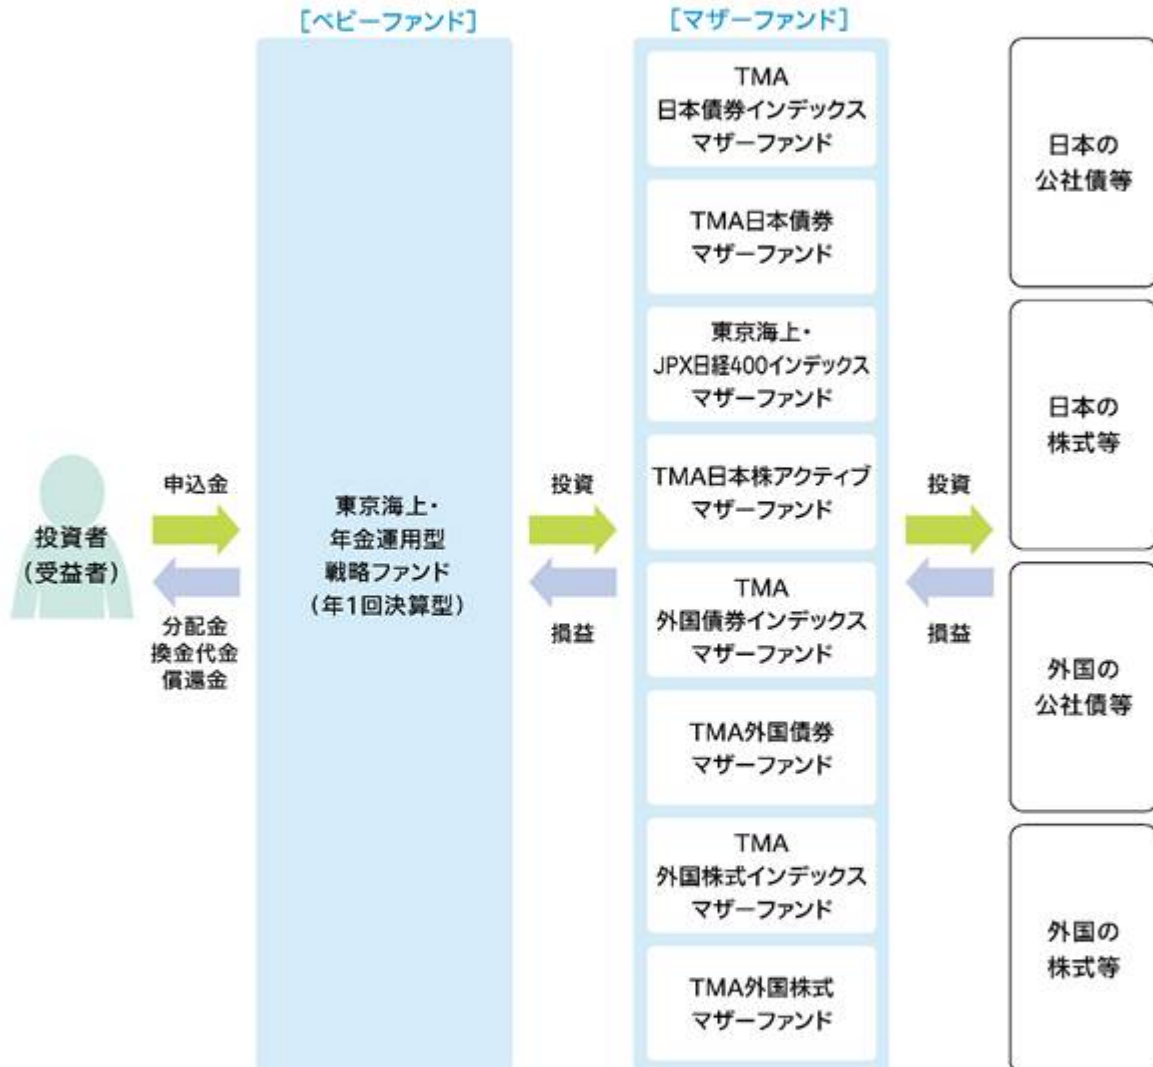 [ベビーファンド]
[マザーファンド]
投資者
(受益者)
申込金
分配金
換金代金
償還金
東京海上・
年金運用型
戦略ファンド
(年1回決算型)
投資
損益
TMA
日本債券インデックス
マザーファンド
TMA日本債券
マザーファンド
東京海上・
JPX日経400インデックス
マザーファンド
TMA日本株アクティブ
マザーファンド
TMA
外国債券インデックス
マザーファンド
TMA外国債券
マザーファンド
TMA
外国株式インデックス
マザーファンド
TMA外国株式
マザーファンド
投資
損益
日本の
公社債等
日本の
株式等
外国の
公社債等
外国の
株式等